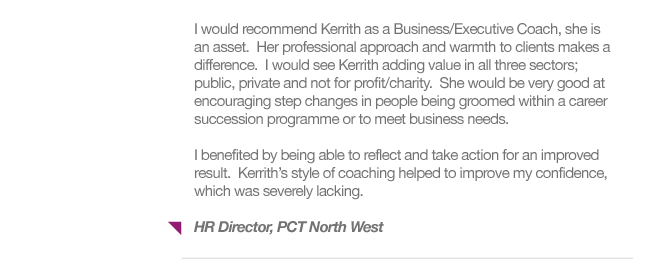 I would recommend Kerrith as a Business/Executive Coach, she is
an asset.  Her professional approach and warmth to clients makes a
difference.  I would see Kerrith adding value in all three sectors;
public, private and not for profit/charity.  She would be very good at
encouraging step changes in people being groomed within a career
succession programme or to meet business needs.
I benefited by being able to reflect and take action for an improved
result.  Kerrith's style of coaching helped to improve my confidence,
which was severely lacking.
HR Director, PCT North West